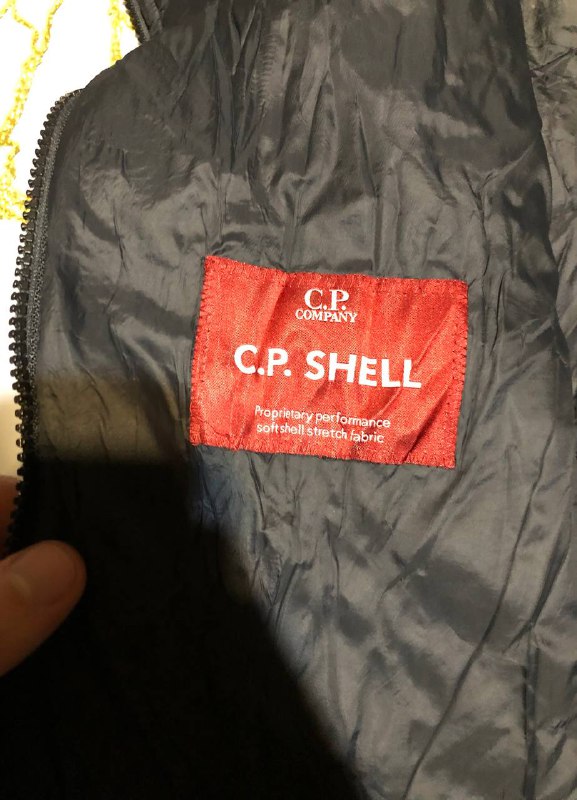 C.P.
COMPANY
C.P. SHELL
Proprietary performance
softshell stretch fabric